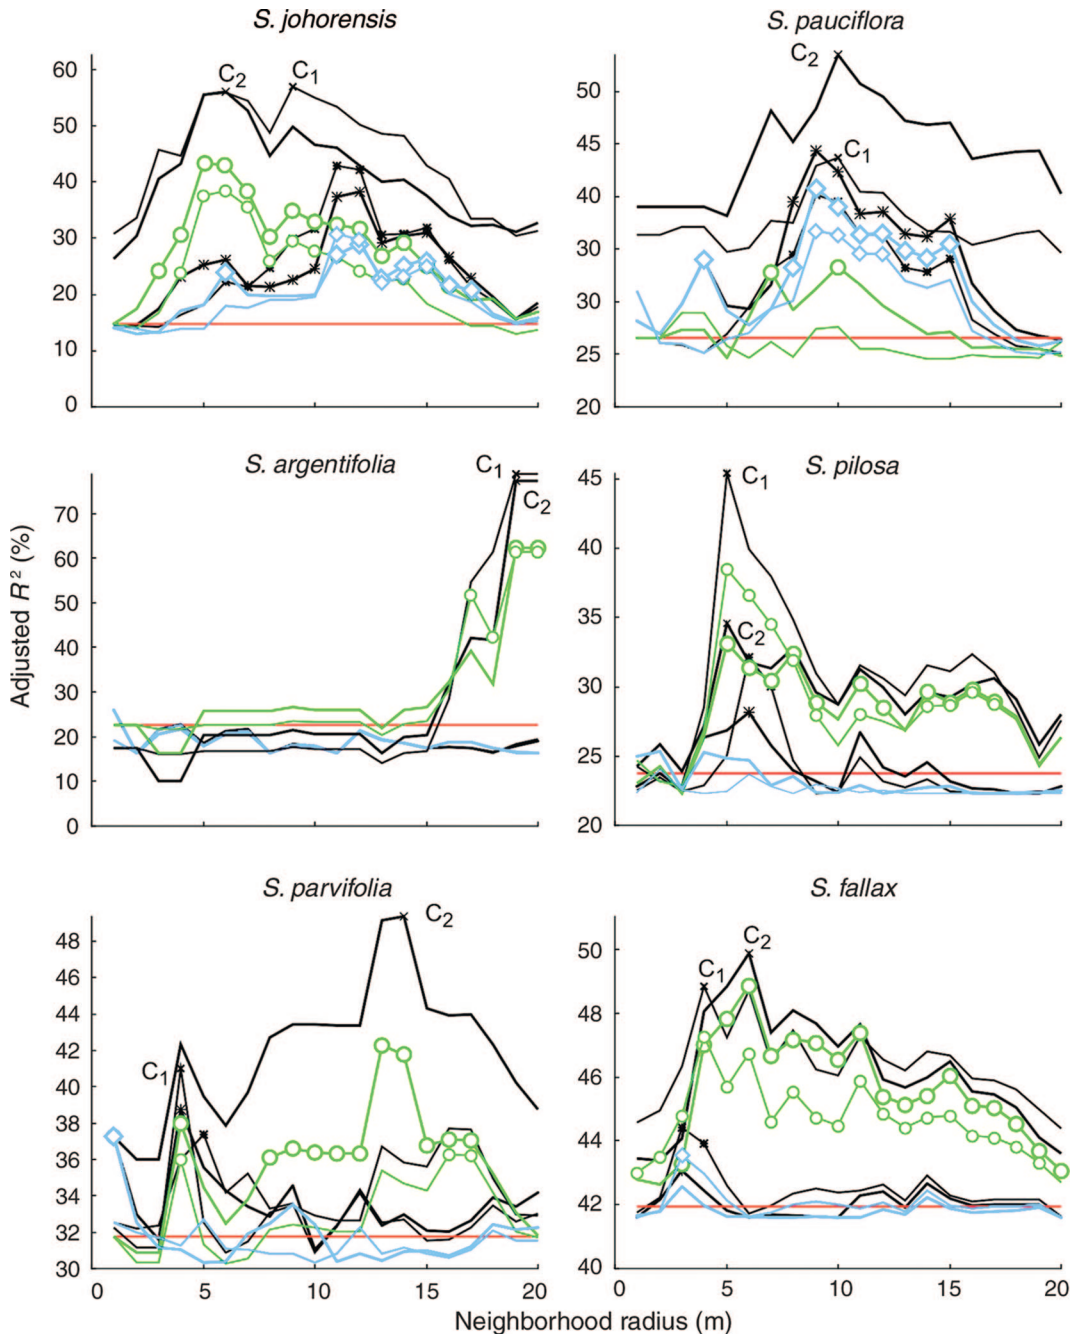 S. johorensis
60
50
40
30
20
10
0
C2
C1
S. pauciflora
50
45
40
30
30
25
20
C2
C1
S. argentifolia
70
60
50
40
30
20
10
0
C1
C2
S. pilosa
45
40
35
30
25
20
C1
C2
Adjusted R² (%)
S. parvifolia
48
46
44
42
40
38
36
32
32
30
C1
C2
0 5 10 15 20
S. fallax
50
48
46
44
42
40
C1
C2
0 5 10 15 20
Neighborhood radius (m)